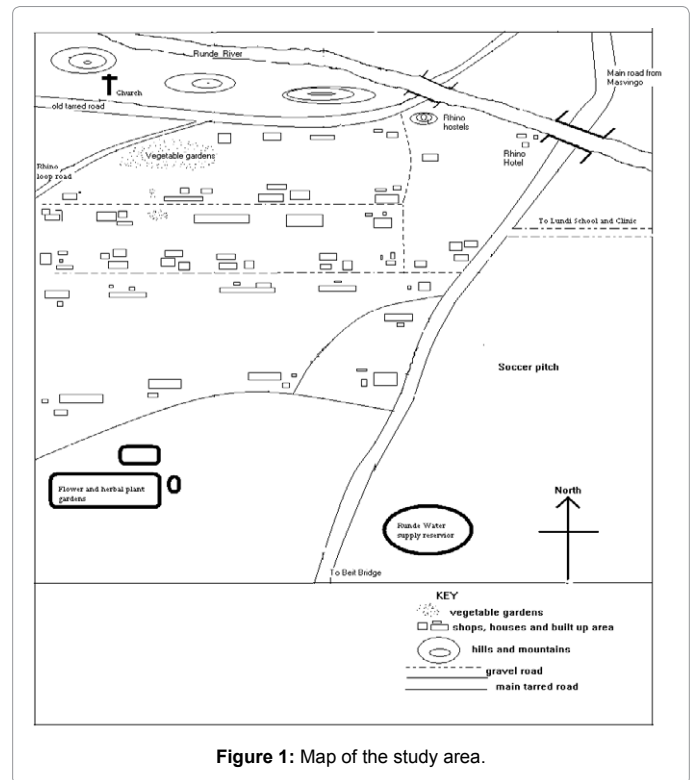 Runde River
Main road from
Masvingo
Church
old tarred road
Rhino
hostels
Vegetable gardens
Rhino
Hotel
Rhino
loop road
To Lundi School and Clinic
Soccer pitch
Flower and herbal plant
gardens
North
Runde Water
supply reservior
To Beit Bridge
KEY
vegetable gardens
shops, houses and built up area
hills and mountains
gravel road
main tarred road
Figure 1: Map of the study area.